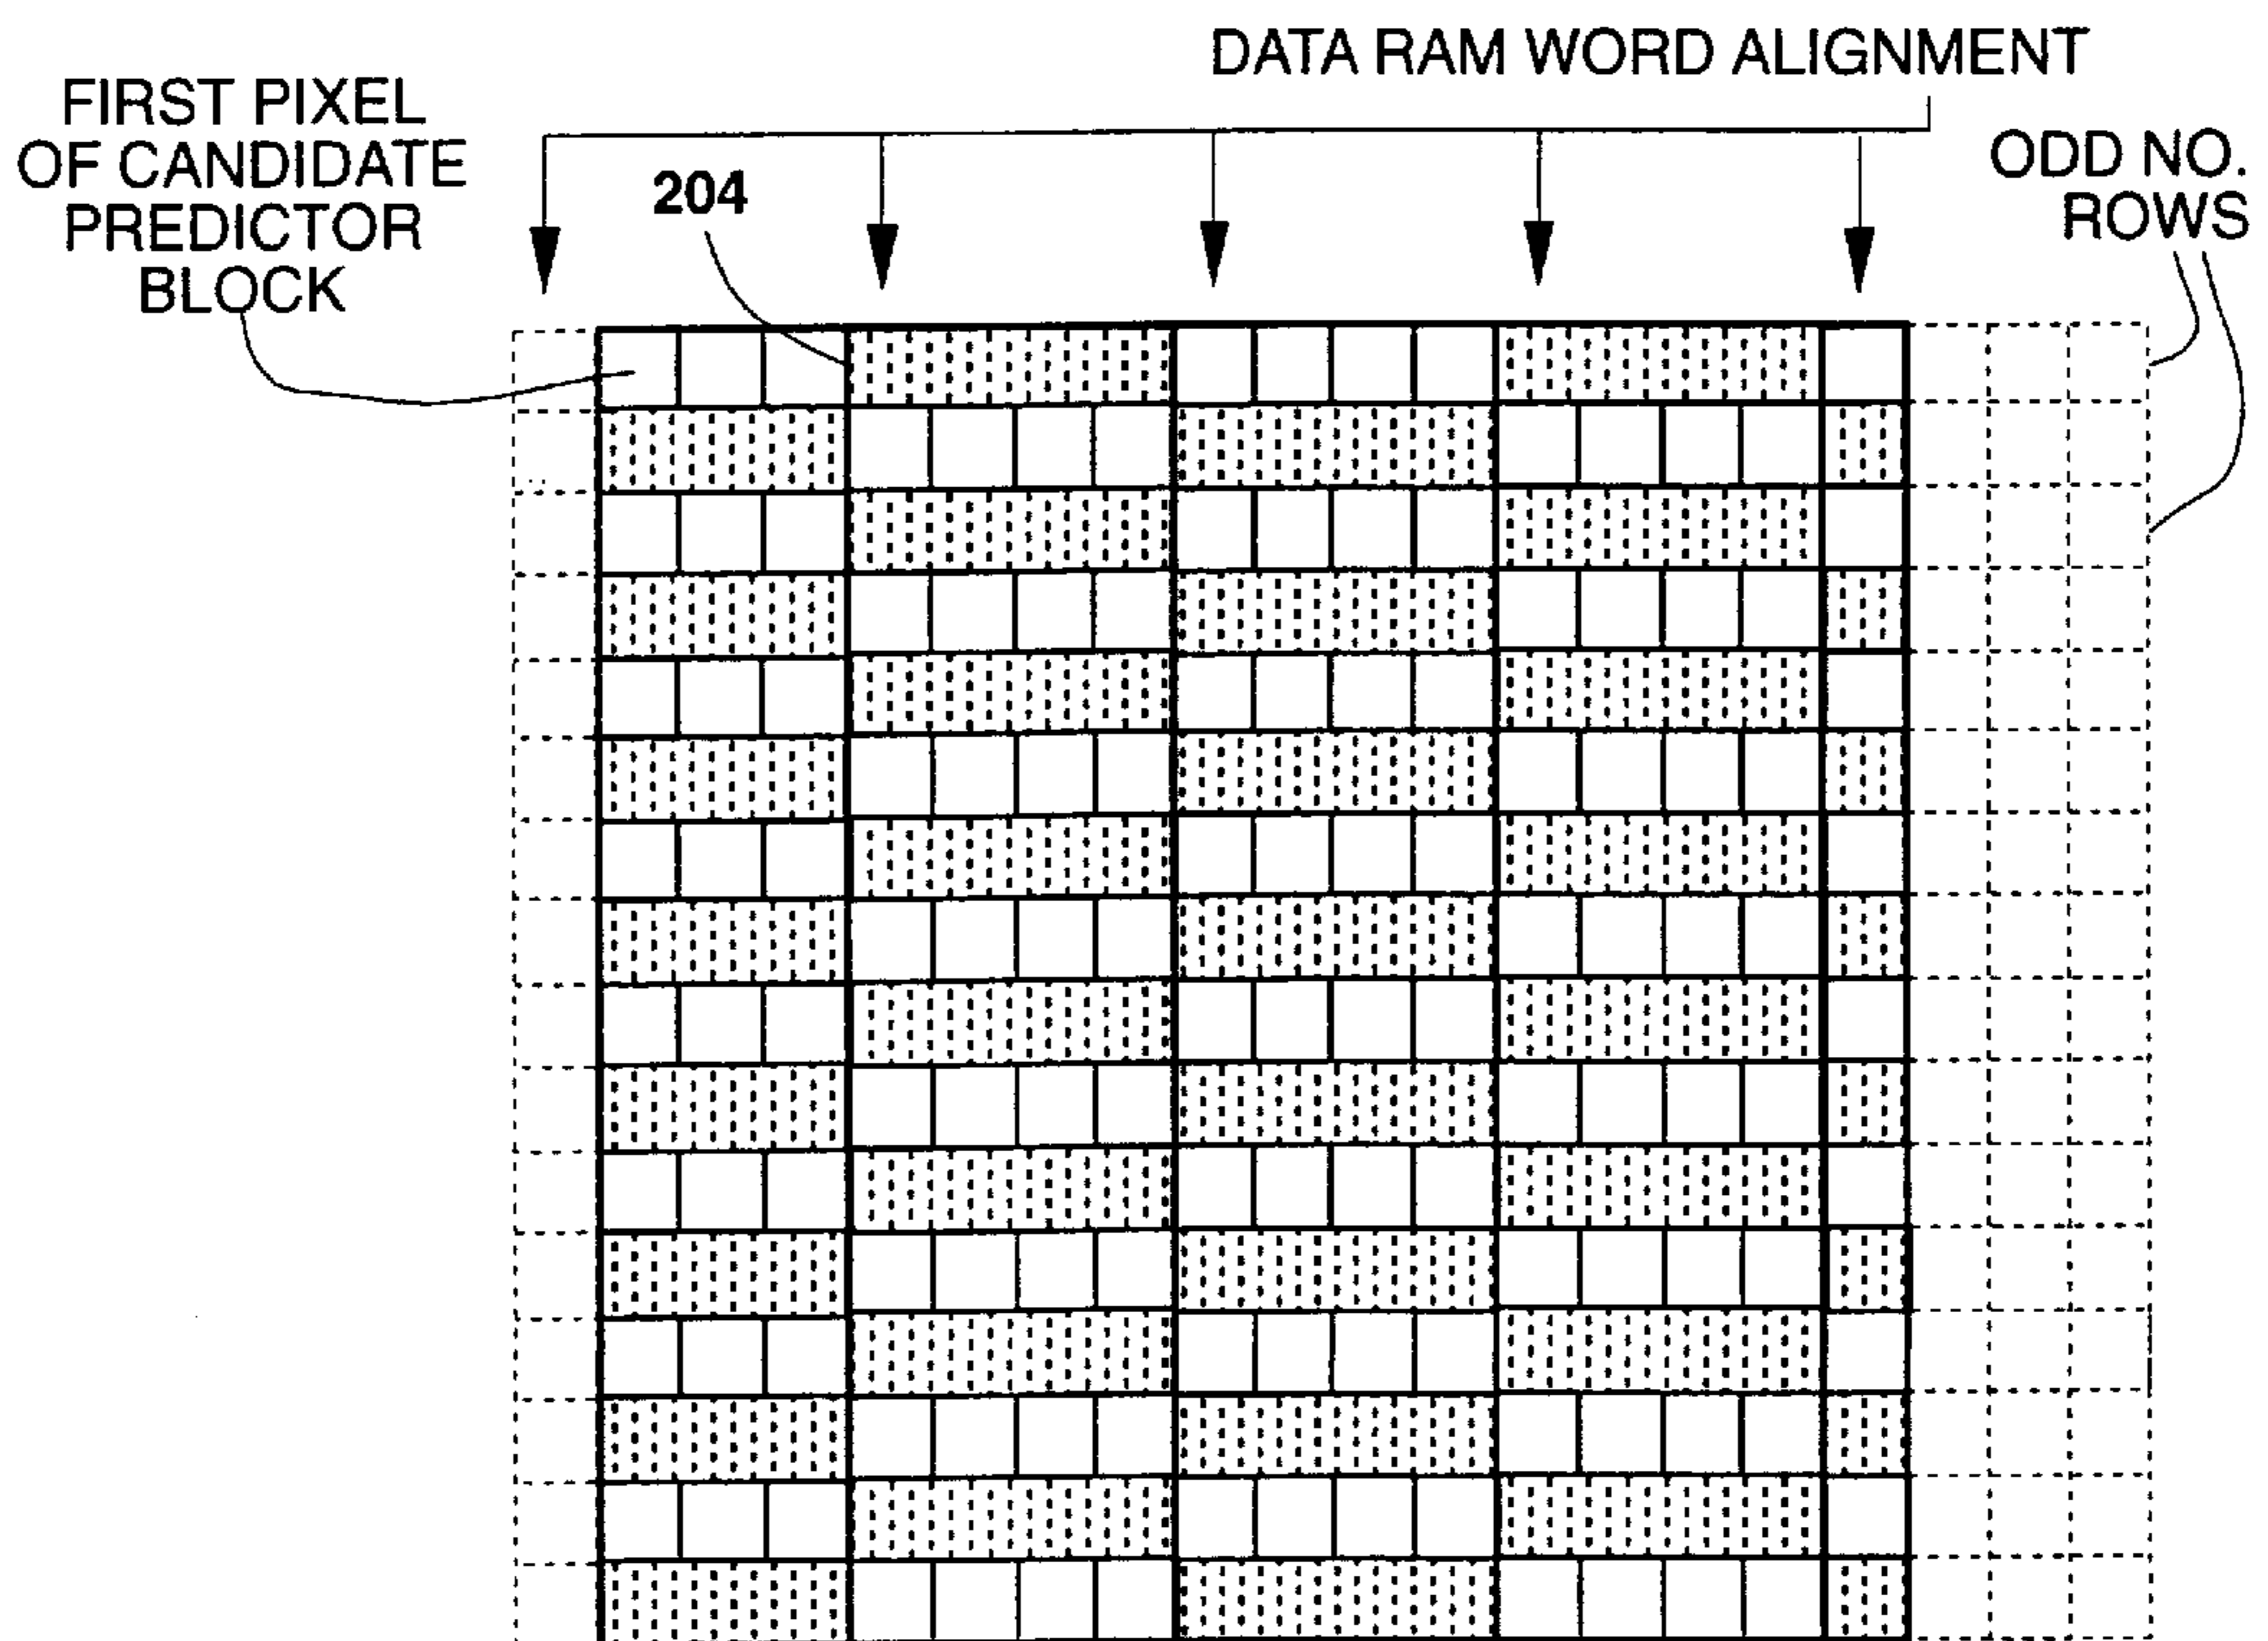 DATA RAM WORD ALIGNMENT
FIRST PIXEL
OF CANDIDATE
PREDICTOR
BLOCK
204
ODD NO.
ROWS